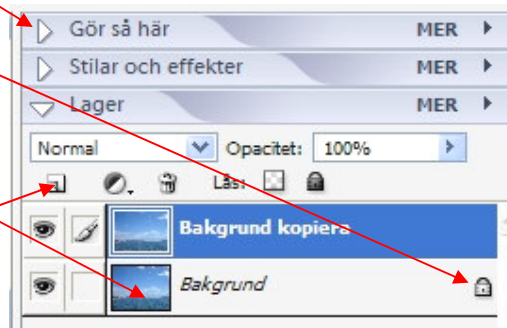 Gör så här MER
Stilar och effekter MER
Lager MER
Normal Opacitet: 100%
Lås:
Bakgrund kopiera
Bakgrund